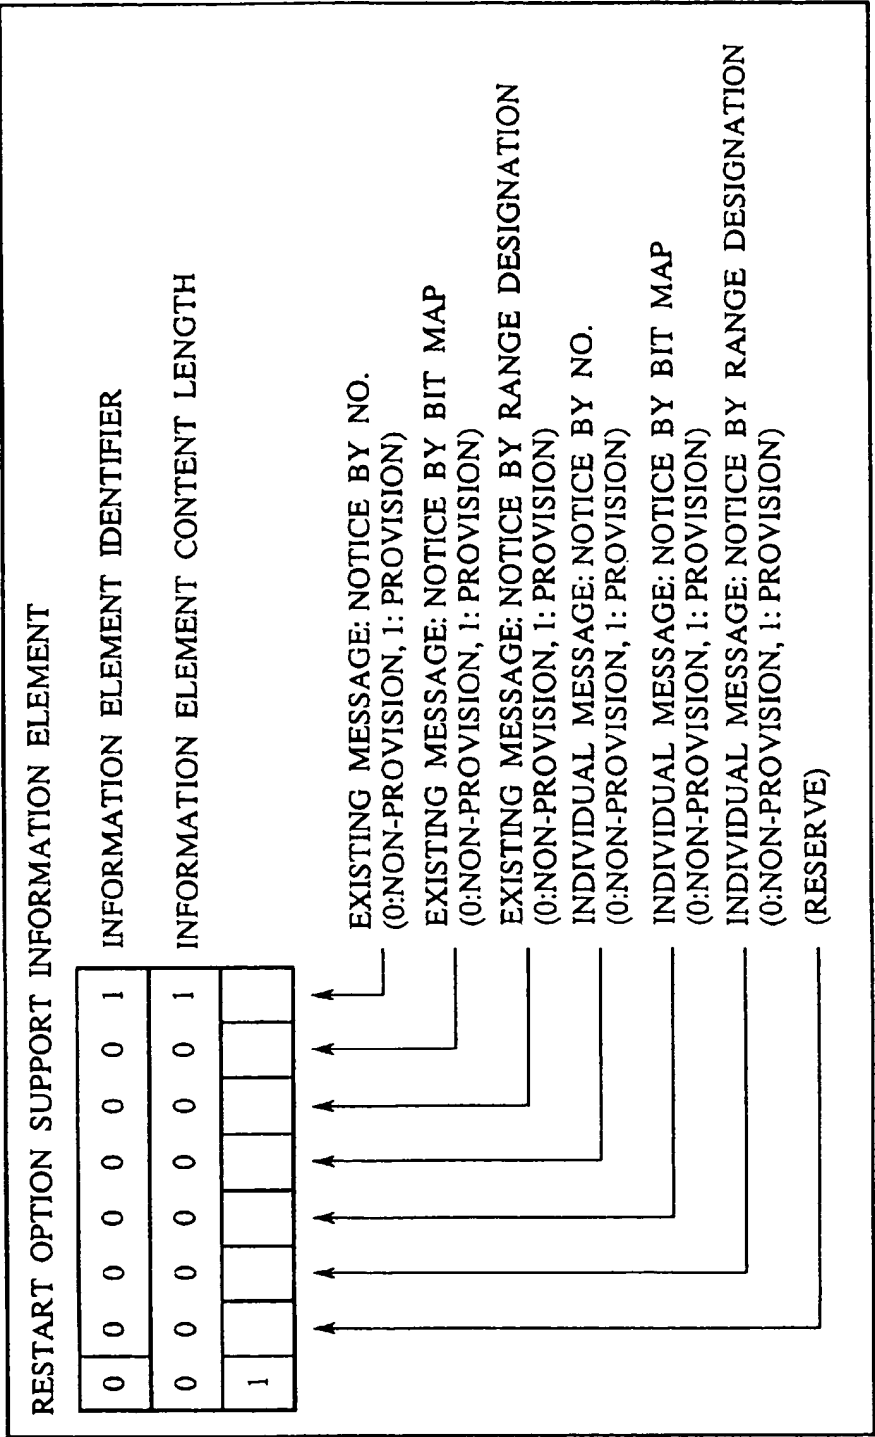 RESTART OPTION SUPPORT INFORMATION ELEMENT
0 0 0 0 0 0 0 1 INFORMATION ELEMENT IDENTIFIER
0 0 0 0 0 0 0 1 INFORMATION ELEMENT CONTENT LENGTH
1
EXISTING MESSAGE: NOTICE BY NO.
(0:NON-PROVISION, 1: PROVISION)
EXISTING MESSAGE: NOTICE BY BIT MAP
(0:NON-PROVISION, 1: PROVISION)
EXISTING MESSAGE: NOTICE BY RANGE DESIGNATION
(0:NON-PROVISION, 1: PROVISION)
INDIVIDUAL MESSAGE: NOTICE BY NO.
(0:NON-PROVISION, 1: PROVISION)
INDIVIDUAL MESSAGE: NOTICE BY BIT MAP
(0:NON-PROVISION, 1: PROVISION)
INDIVIDUAL MESSAGE: NOTICE BY RANGE DESIGNATION
(0:NON-PROVISION, 1: PROVISION)
(RESERVE)